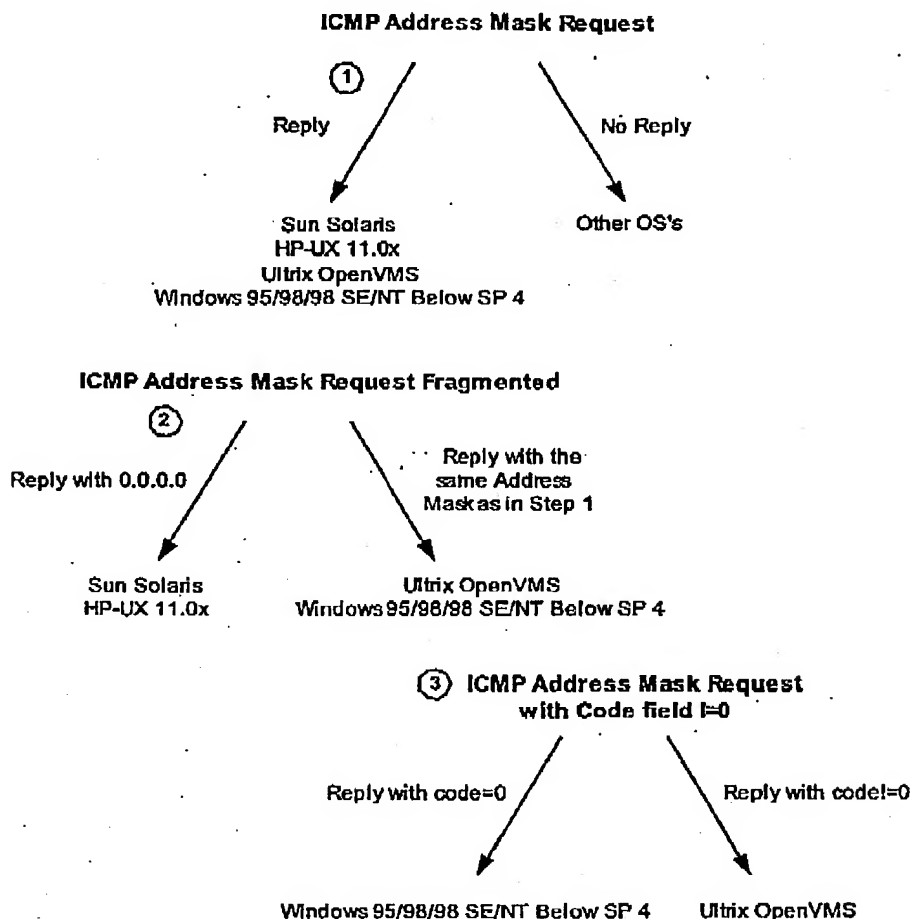 ICMP Address Mask Request
1
Reply
No Reply
Sun Solaris
HP-UX 11.0x
Ultrix OpenVMS
Windows 95/98/98 SE/NT Below SP 4
Other OS's
ICMP Address Mask Request Fragmented
2
Reply with 0.0.0.0
Reply with the
same Address
Mask as in Step 1
Sun Solaris
HP-UX 11.0x
Ultrix OpenVMS
Windows 95/98/98 SE/NT Below SP 4
3 ICMP Address Mask Request
with Code field !=0
Reply with code=0
Reply with code!=0
Windows 95/98/98 SE/NT Below SP 4
Ultrix OpenVMS